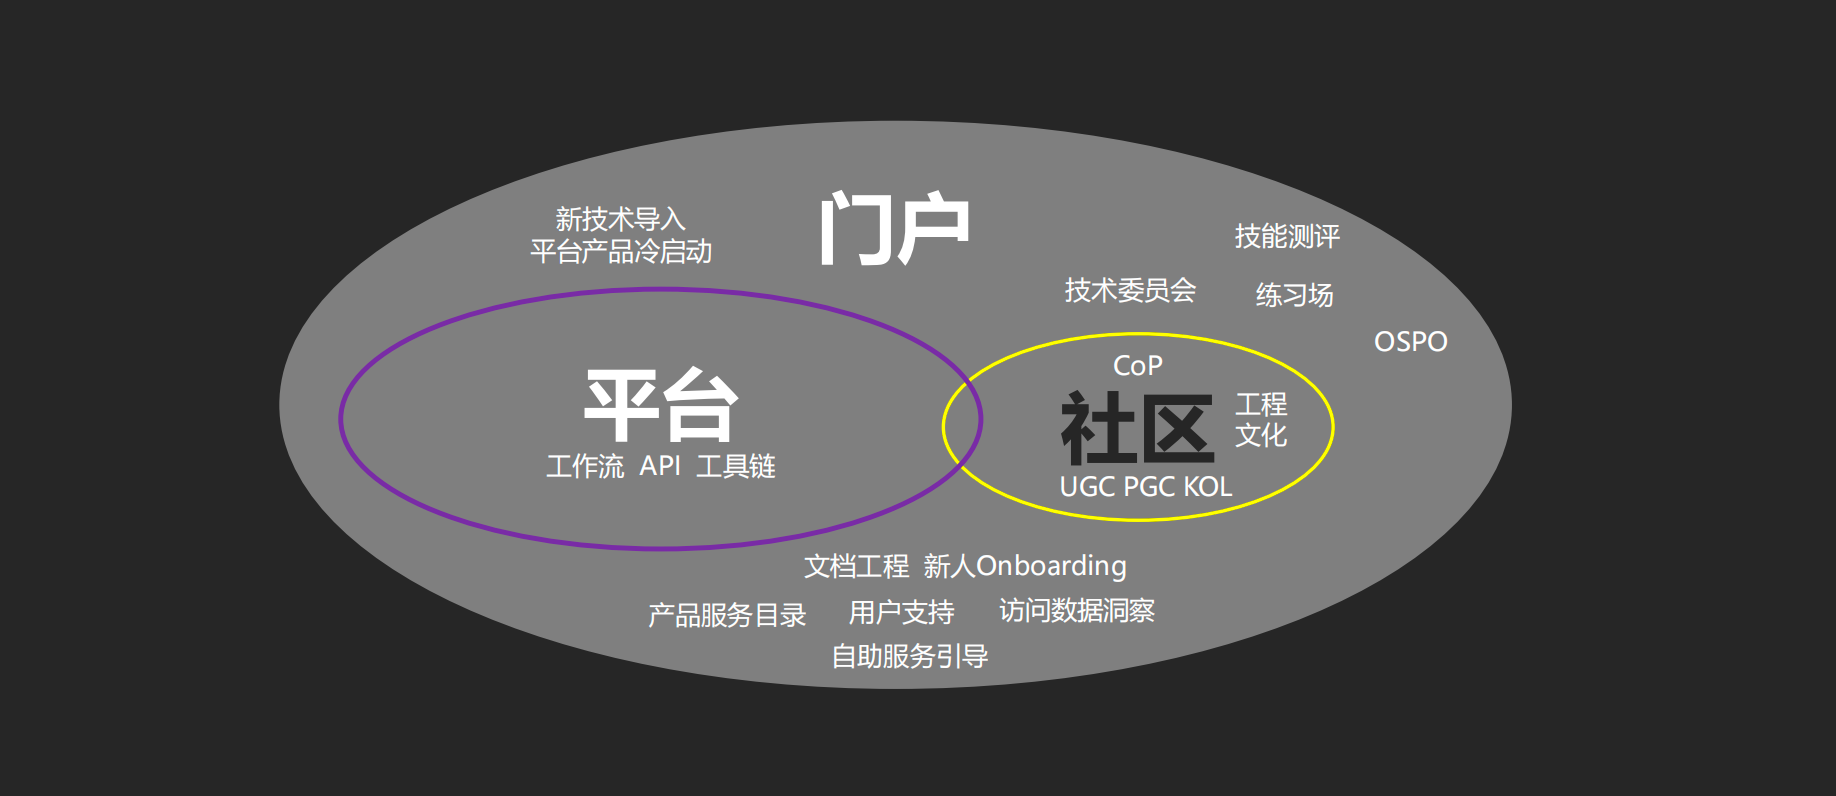 门户
新技术导入
平台产品冷启动
技能测评
技术委员会
练习场
OSPO
平台
工作流 API 工具链
CoP
社区
工程
文化
UGC PGC KOL
文档工程 新人Onboarding
产品服务目录 用户支持 访问数据洞察
自助服务引导